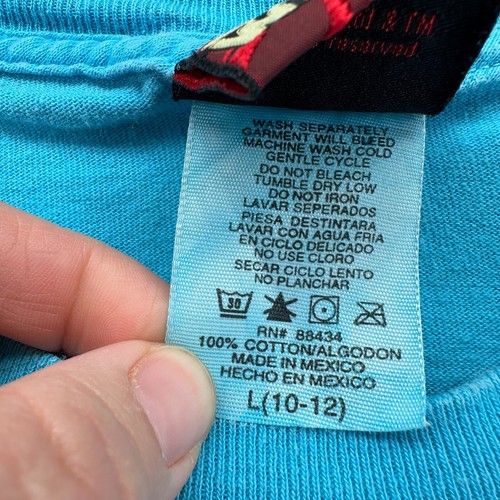 & TM
reserved
WASH SEPARATELY
GARMENT WILL BLEED
MACHINE WASH COLD
GENTLE CYCLE
DO NOT BLEACH
TUMBLE DRY LOW
DO NOT IRON
LAVAR SEPERADOS
PIESA DESTINTARA
LAVAR CON AGUA FRIA
EN CICLO DELICADO
NO USE CLORO
SECAR CICLO LENTO
NO PLANCHAR
30
RN# 88434
100% COTTON/ALGODON
MADE IN MEXICO
HECHO EN MEXICO
L(10-12)